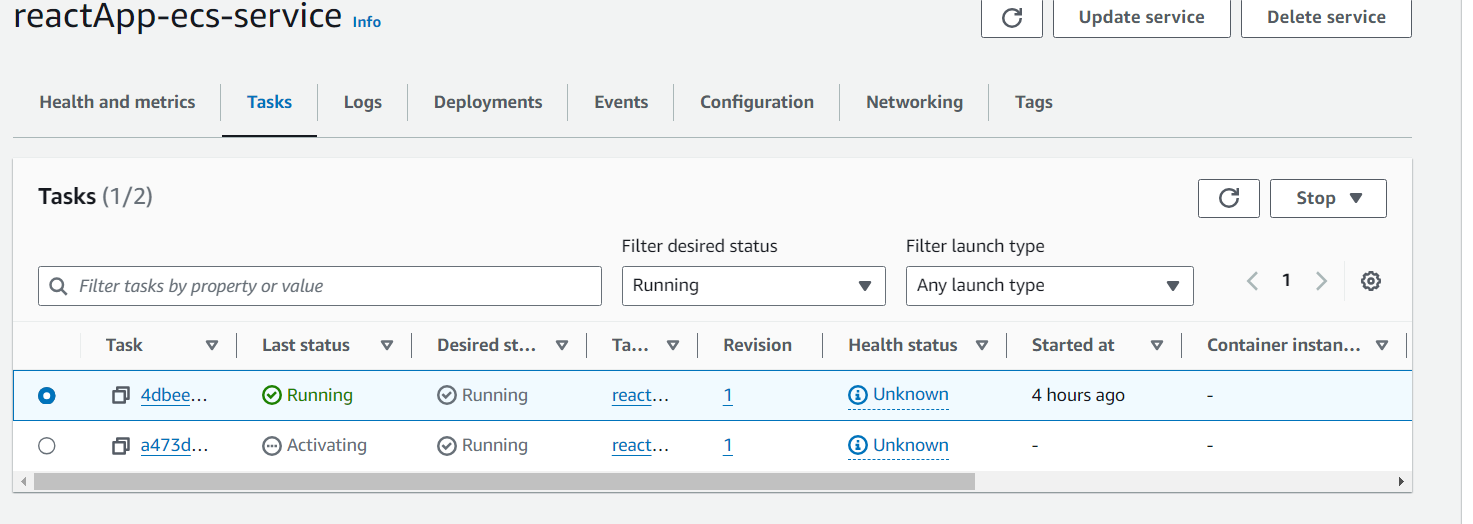 reactApp-ecs-service Info
Update service
Delete service
Health and metrics
Tasks
Logs
Deployments
Events
Configuration
Networking
Tags
Tasks (1/2)
Stop
Filter desired status
Filter launch type
Filter tasks by property or value
Running
Any launch type
1
Task Last status Desired st... Ta... Revision Health status Started at Container instan...
4dbee... Running Running react... 1 Unknown 4 hours ago -
a473d... Activating Running react... 1 Unknown - -